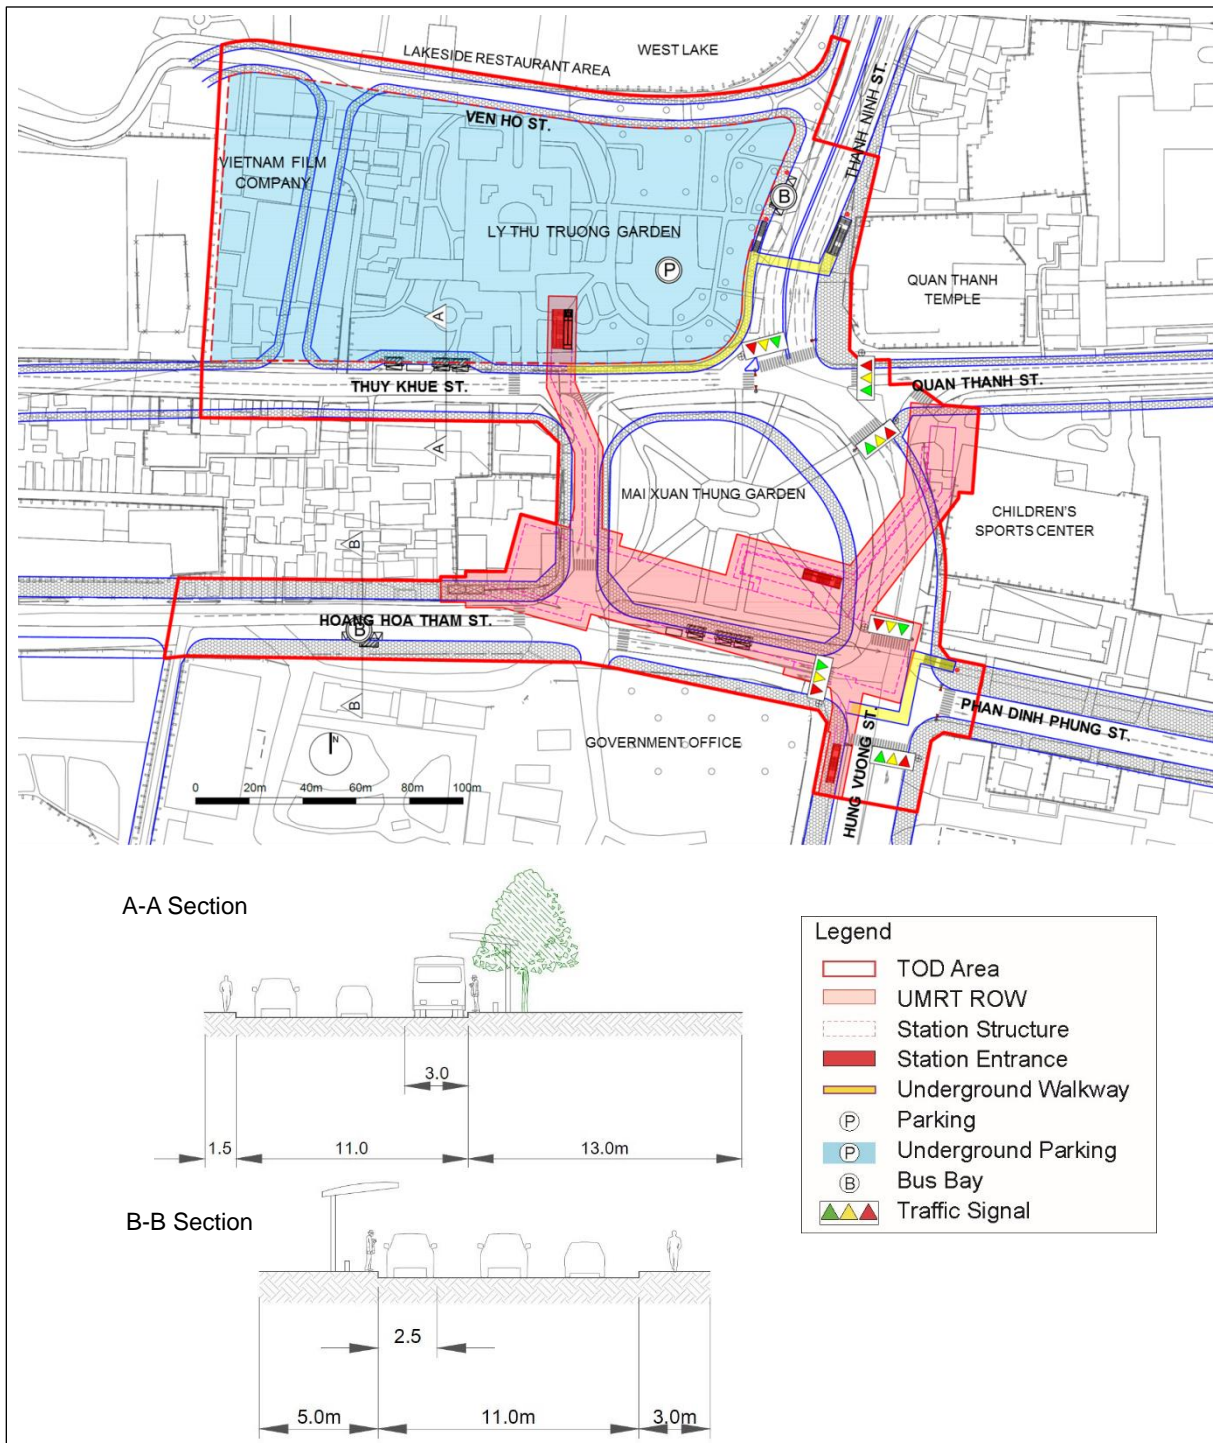 LAKESIDE RESTAURANT AREA
WEST LAKE
VEN HO ST.
THANH NINH ST.
VIETNAM FILM
COMPANY
B
LY THU TRUONG GARDEN
P
QUAN THANH
TEMPLE
A
THUY KHUE ST.
QUAN THANH ST.
A
MAI XUAN THUNG GARDEN
CHILDREN'S
SPORTS CENTER
B
HOANG HOA THAM ST.
B
B
PHAN DINH PHUNG ST.
GOVERNMENT OFFICE
HUNG VUONG ST.
N
0 20m 40m 60m 80m 100m
A-A Section
3.0
1.5 11.0 13.0m
B-B Section
2.5
5.0m 11.0m 3.0m
Legend
TOD Area
UMRT ROW
Station Structure
Station Entrance
Underground Walkway
P Parking
P Underground Parking
B Bus Bay
Traffic Signal